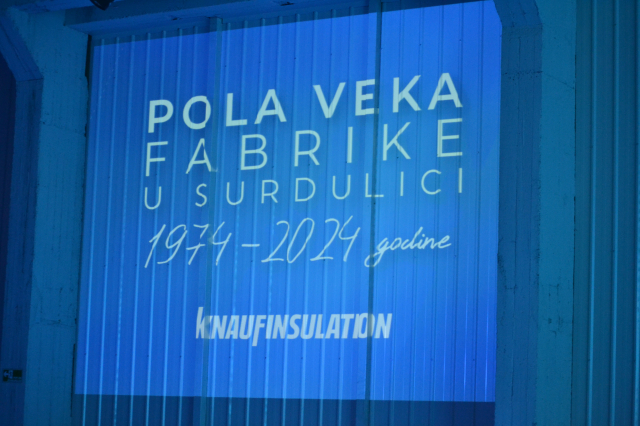 POLA VEKA
FABRIKE
U SURDULICI
1974 – 2024 godine
KNAUFINSULATION